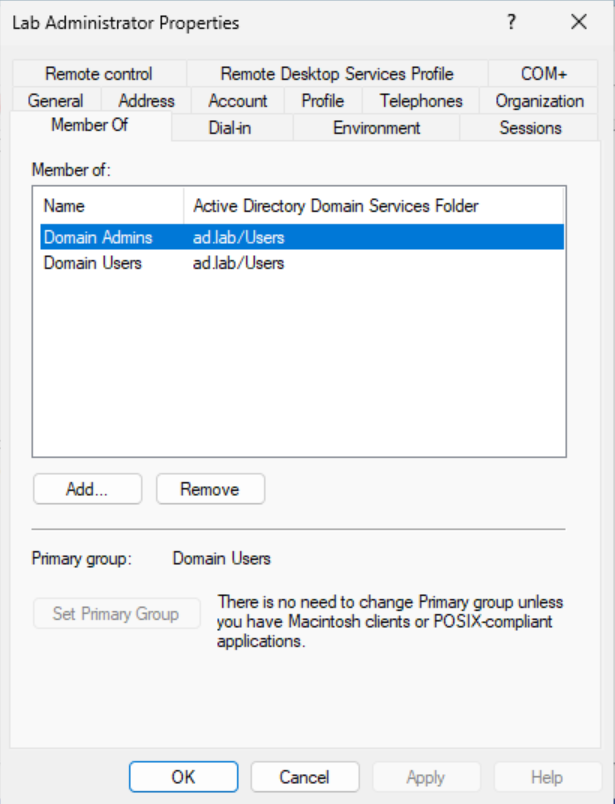 Lab Administrator Properties ?
Remote control Remote Desktop Services Profile COM+
General Address Account Profile Telephones Organization
Member Of Dial-in Environment Sessions
Member of:
Name Active Directory Domain Services Folder
Domain Admins ad.lab/Users
Domain Users ad.lab/Users
Add... Remove
Primary group: Domain Users
Set Primary Group
There is no need to change Primary group unless
you have Macintosh clients or POSIX-compliant
applications.
OK Cancel Apply Help